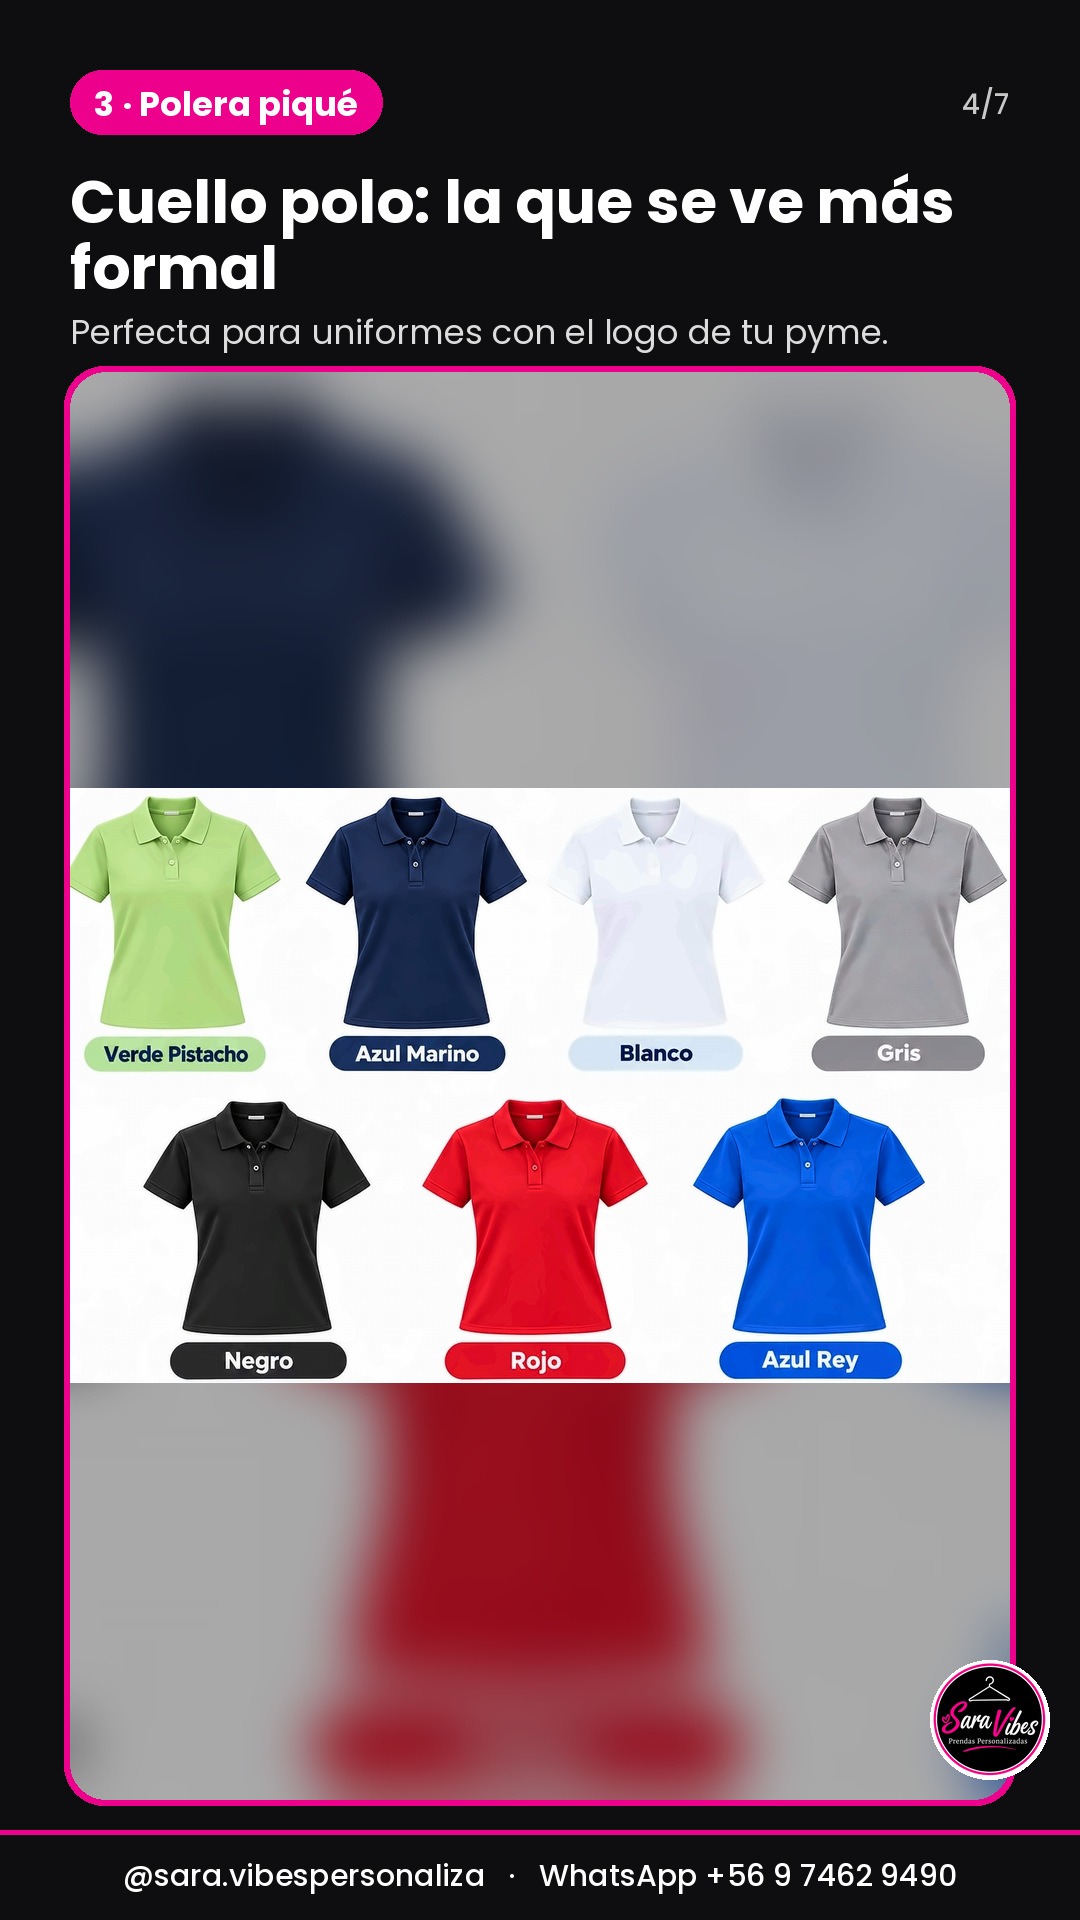 3 · Polera piqué
4/7
Cuello polo: la que se ve más
formal
Perfecta para uniformes con el logo de tu pyme.
Verde Pistacho
Azul Marino
Blanco
Gris
Negro
Rojo
Azul Rey
Sara Vibes
Prendas Personalizadas
@sara.vibespersonaliza · WhatsApp +56 9 7462 9490